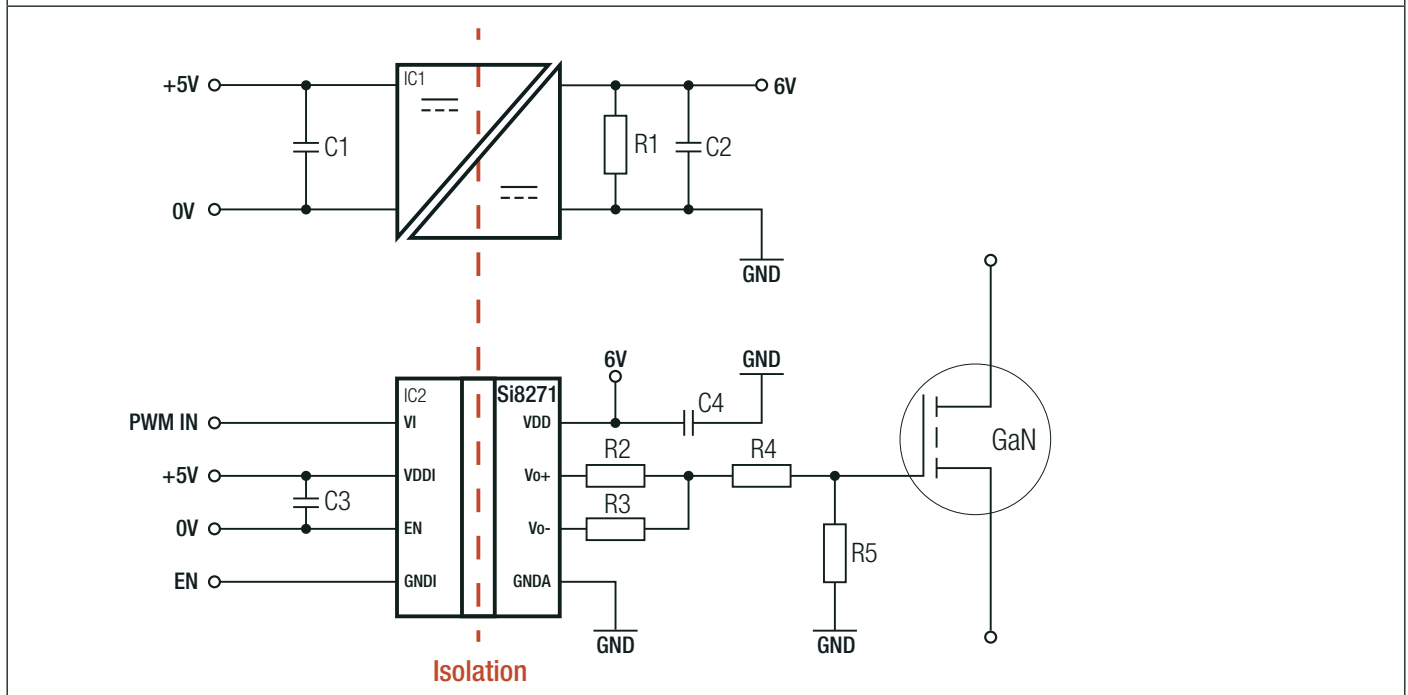 +5V
IC1
6V
C1
R1
C2
0V
GND
6V
GND
IC2
Si8271
C4
PWM IN
VI
VDD
GaN
R2
R4
+5V
VDDI
Vo+
C3
R3
0V
EN
Vo-
R5
EN
GNDI
GNDA
GND
GND
Isolation